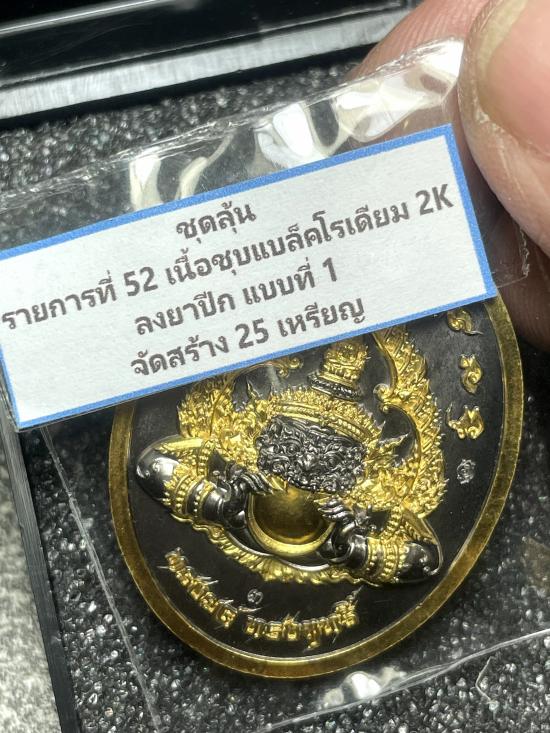 ชุดลุ้น
รายการที่ 52 เนื้อชุบแบล็คโรเดียม 2K
ลงยาปีก แบบที่ 1
จัดสร้าง 25 เหรียญ